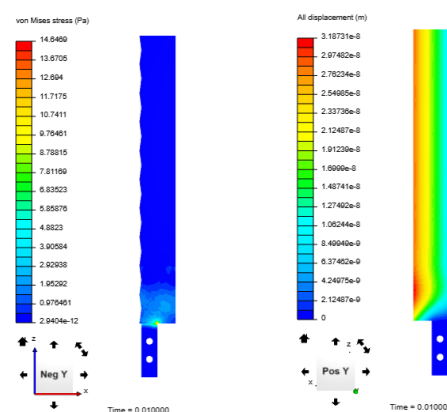 von Mises stress (Pa)
14.6469
13.6705
12.694
11.7175
10.7411
9.76461
8.78815
7.81169
6.83523
5.85876
4.8823
3.90584
2.92938
1.95292
0.976461
2.9404e-12
z
Neg Y
x
Time = 0.010000
All displacement (m)
3.18731e-8
2.97482e-8
2.76234e-8
2.54985e-8
2.33736e-8
2.12487e-8
1.91239e-8
1.6999e-8
1.48741e-8
1.27492e-8
1.06244e-8
8.49949e-9
6.37462e-9
4.24975e-9
2.12487e-9
0
z
x
Pos Y
Time = 0.010000